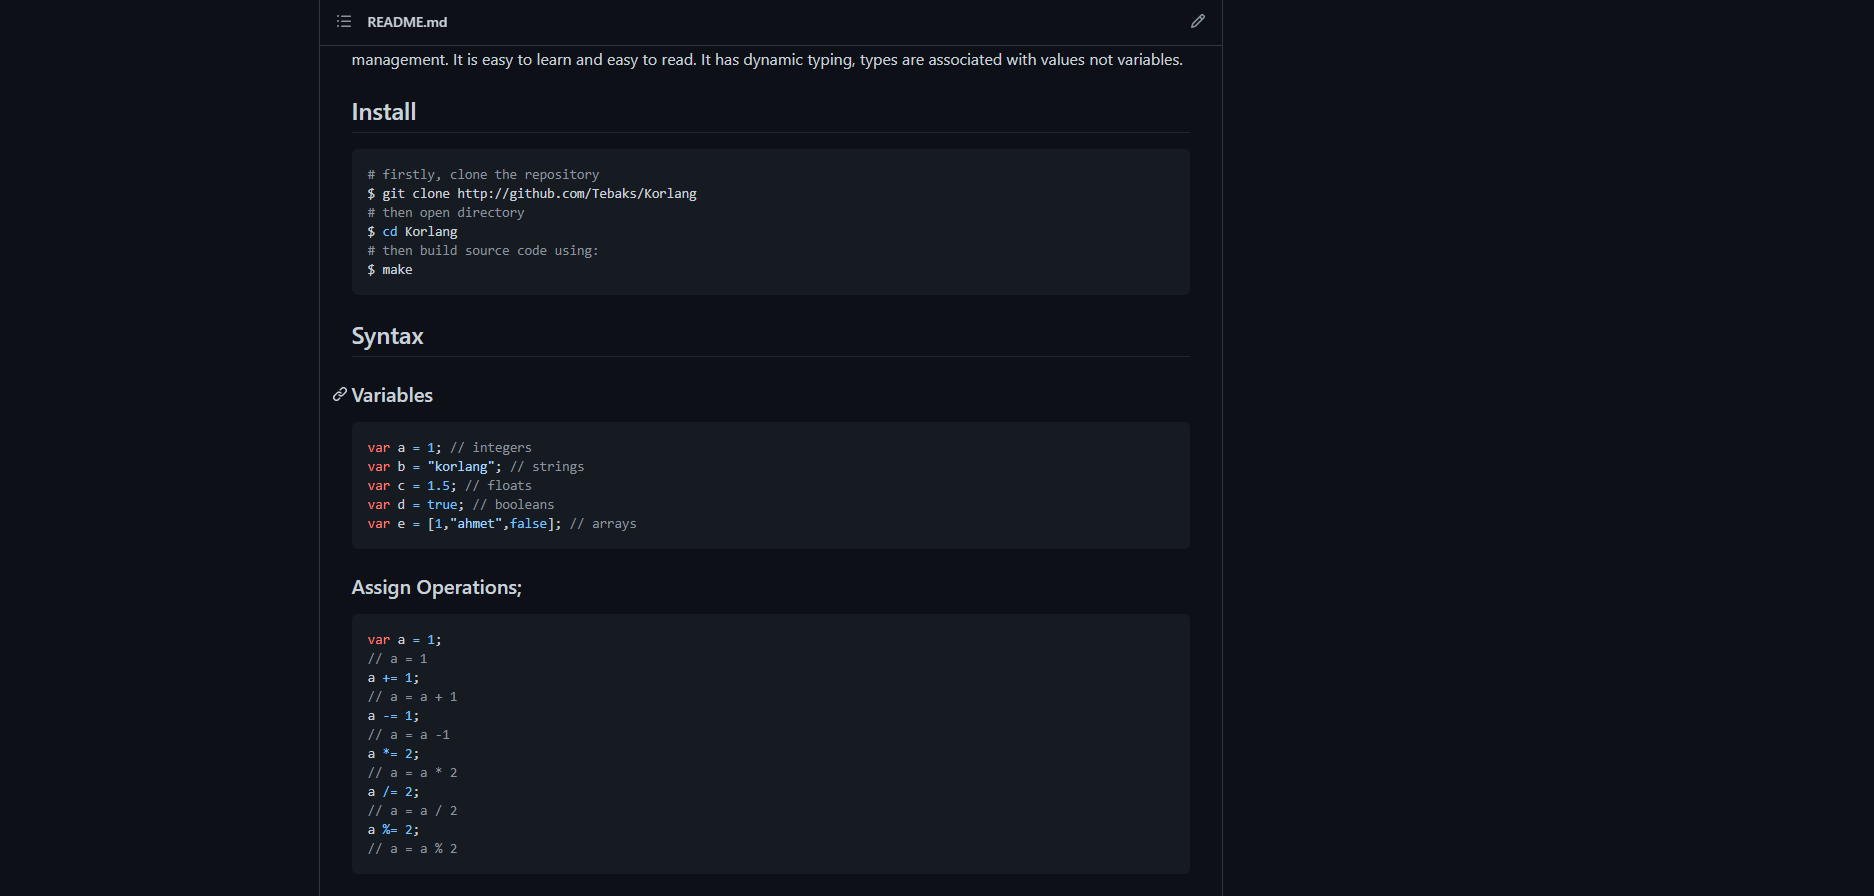 README.md
management. It is easy to learn and easy to read. It has dynamic typing, types are associated with values not variables.
Install
# firstly, clone the repository
$ git clone http://github.com/Tebaks/Korlang
# then open directory
$ cd Korlang
# then build source code using:
$ make
Syntax
Variables
var a = 1; // integers
var b = "korlang"; // strings
var c = 1.5; // floats
var d = true; // booleans
var e = [1,"ahmet",false]; // arrays
Assign Operations;
var a = 1;
// a = 1
a += 1;
// a = a + 1
a -= 1;
// a = a -1
a *= 2;
// a = a * 2
a /= 2;
// a = a / 2
a %= 2;
// a = a % 2